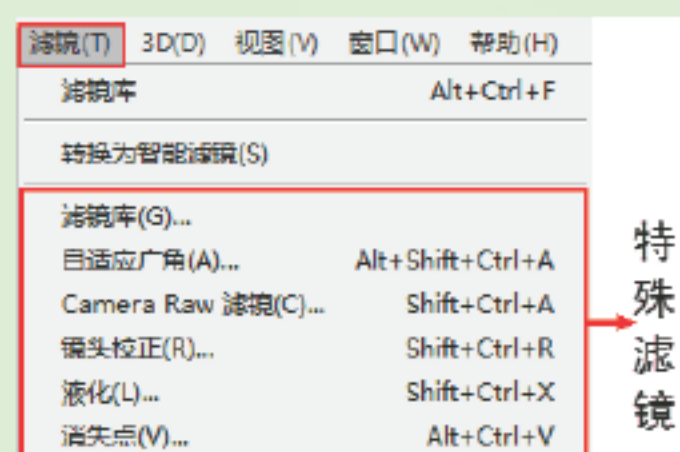 滤镜(T) 3D(D) 视图(V) 窗口(W) 帮助(H)
滤镜库 Alt+Ctrl+F
转换为智能滤镜(S)
滤镜库(G)...
自适应广角(A)... Alt+Shift+Ctrl+A
Camera Raw 滤镜(C)... Shift+Ctrl+A
镜头校正(R)... Shift+Ctrl+R
液化(L)... Shift+Ctrl+X
消失点(V)... Alt+Ctrl+V
特殊滤镜